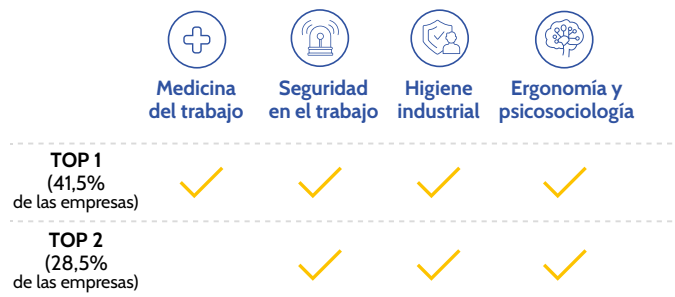 Medicina
del trabajo
Seguridad
en el trabajo
Higiene
industrial
Ergonomía y
psicosociología
TOP 1
(41,5%
de las empresas)
TOP 2
(28,5%
de las empresas)